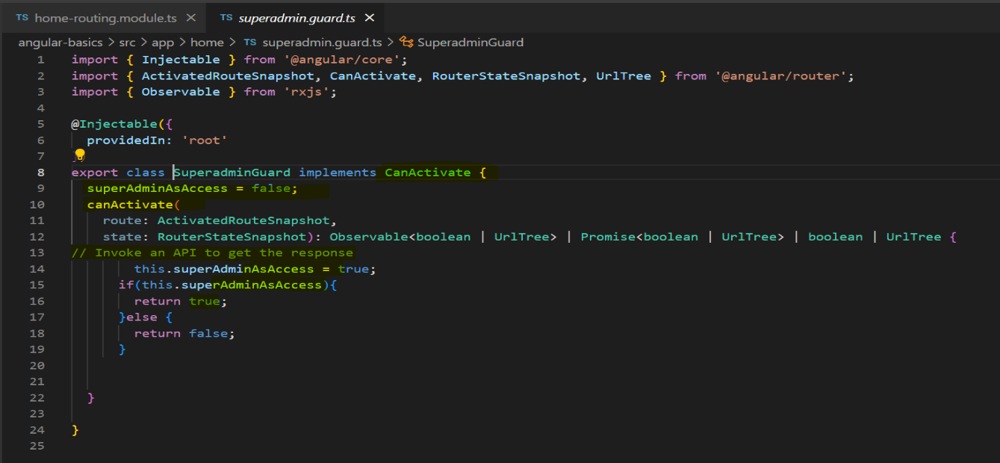 TS home-routing.module.ts × TS superadmin.guard.ts ×
angular-basics > src > app > home > TS superadmin.guard.ts > SuperadminGuard
1 import { Injectable } from '@angular/core';
2 import { ActivatedRouteSnapshot, CanActivate, RouterStateSnapshot, UrlTree } from '@angular/router';
3 import { Observable } from 'rxjs';
4
5 @Injectable({
6 providedIn: 'root'
7 })
8 export class SuperadminGuard implements CanActivate {
9 superAdminAsAccess = false;
10 canActivate(
11 route: ActivatedRouteSnapshot,
12 state: RouterStateSnapshot): Observable<boolean | UrlTree> | Promise<boolean | UrlTree> | boolean | UrlTree {
13 // Invoke an API to get the response
14 this.superAdminAsAccess = true;
15 if(this.superAdminAsAccess){
16 return true;
17 }else {
18 return false;
19 }
20
21
22 }
23
24 }
25